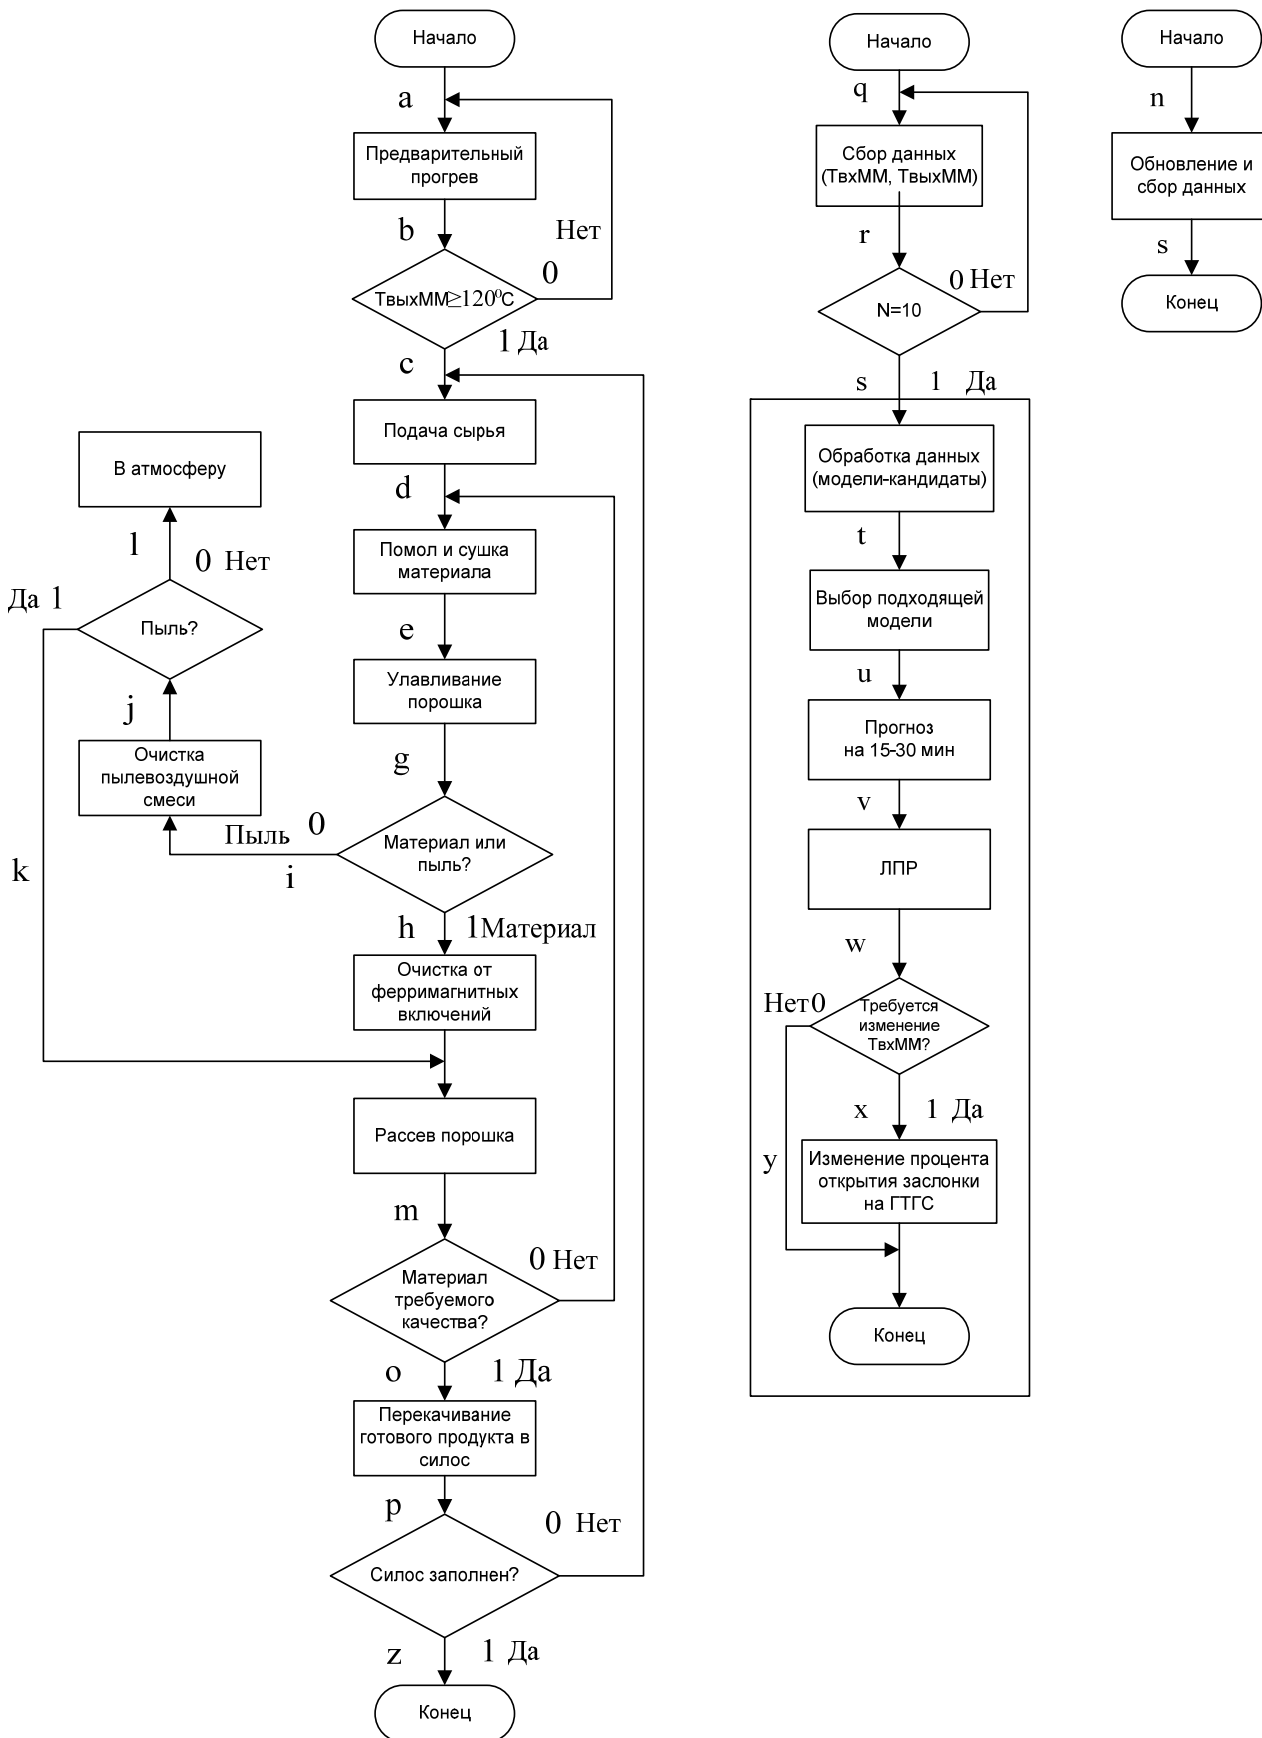 Начало
a
Предварительный
прогрев
b
Нет
0
ТвыхММ≥120⁰С
1 Да
c
Подача сырья
В атмосферу
d
l
0 Нет
Помол и сушка
материала
Да 1
Пыль?
e
Улавливание
порошка
j
g
Очистка
пылевоздушной
смеси
Пыль 0
i
Материал или
пыль?
k
h
1Материал
Очистка от
ферримагнитных
включений
Рассев порошка
m
0 Нет
Материал
требуемого
качества?
o
1 Да
Перекачивание
готового продукта в
силос
p
0 Нет
Силос заполнен?
z
1 Да
Конец
Начало
q
Сбор данных
(ТвхММ, ТвыхММ)
r
0 Нет
N=10
s
1 Да
Обработка данных
(модели-кандидаты)
t
Выбор подходящей
модели
u
Прогноз
на 15-30 мин
v
ЛПР
w
Нет0
Требуется
изменение
ТвхММ?
x
1 Да
y
Изменение процента
открытия заслонки
на ГТГС
Конец
Начало
n
Обновление и
сбор данных
s
Конец